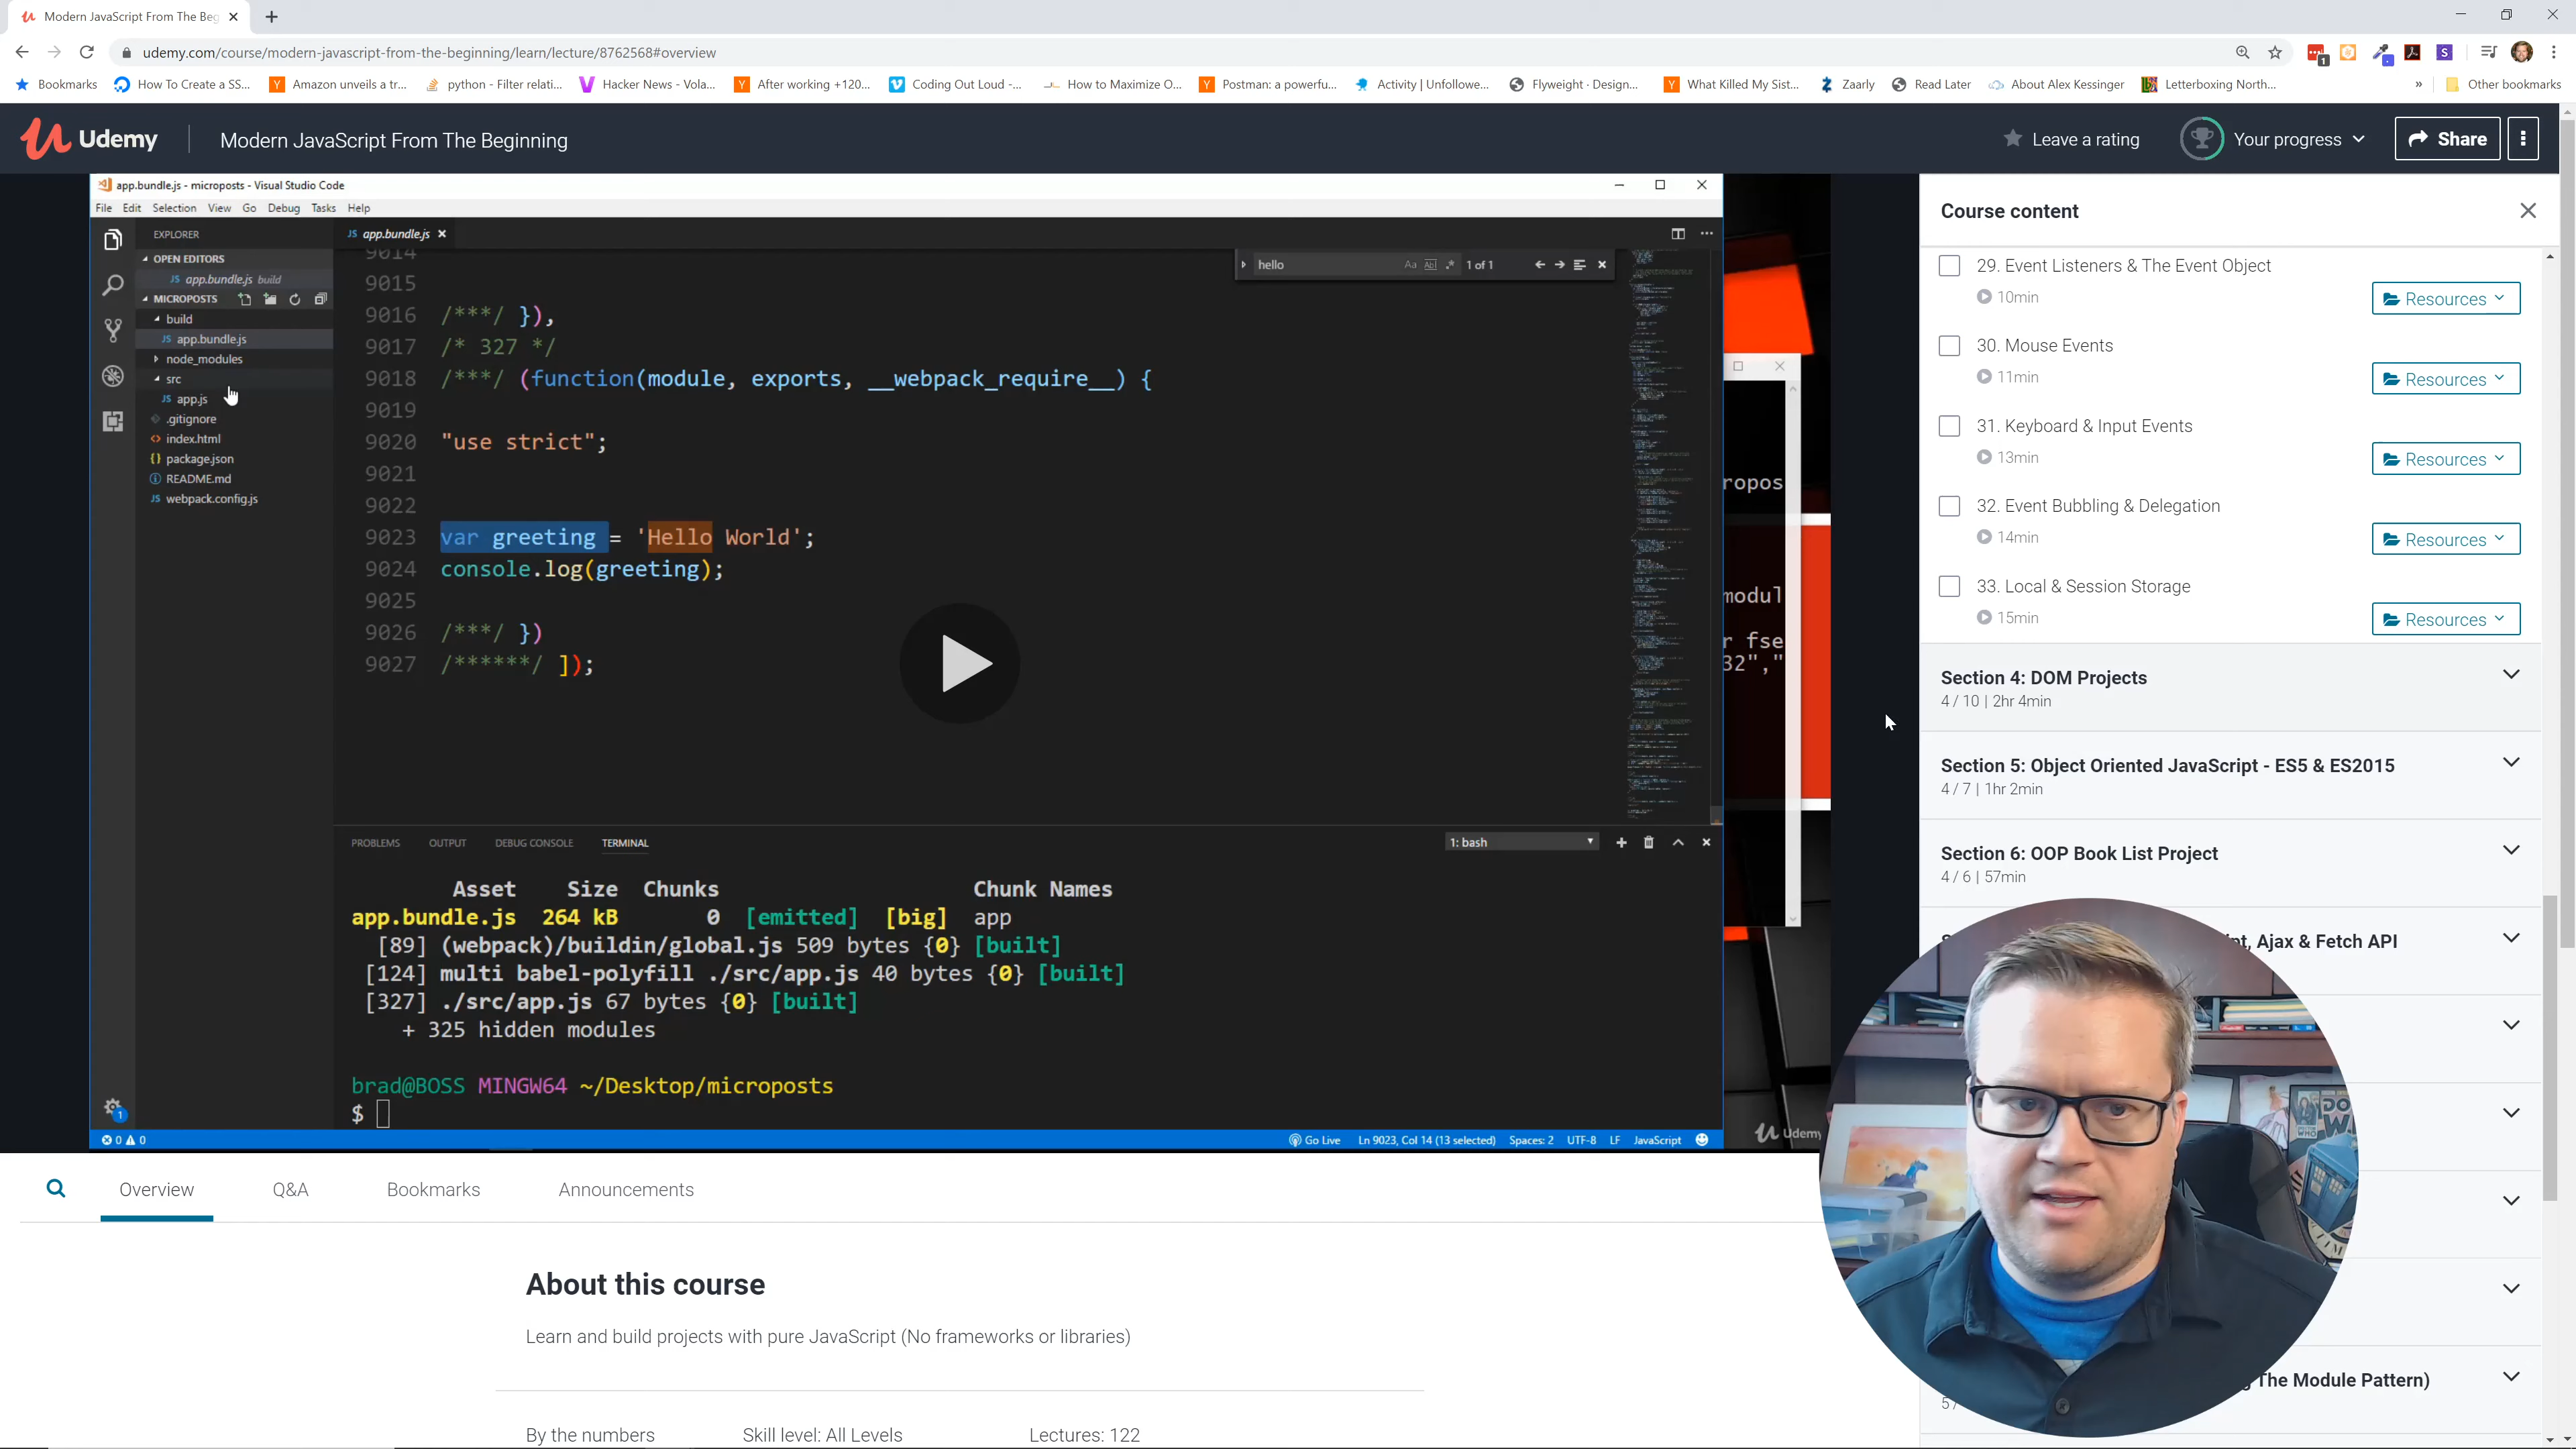 Modern JavaScript From The Beg
udemy.com/course/modern-javascript-from-the-beginning/learn/lecture/8762568#overview
1
S
Bookmarks
How To Create a SS...
Amazon unveils a tr...
python - Filter relati...
Hacker News - Vola...
After working +120...
Coding Out Loud -...
How to Maximize O...
Postman: a powerfu...
Activity | Unfollowe...
Flyweight · Design...
What Killed My Sist...
Zaarly
Read Later
About Alex Kessinger
Letterboxing North...
»
Other bookmarks
Udemy
Modern JavaScript From The Beginning
Leave a rating
Your progress
Share
app.bundle.js - microposts - Visual Studio Code
File Edit Selection View Go Debug Tasks Help
EXPLORER
OPEN EDITORS
JS app.bundle.js build
MICROPOSTS
build
JS app.bundle.js
node_modules
src
JS app.js
.gitignore
<> index.html
{} package.json
README.md
JS webpack.config.js
JS app.bundle.js
hello
Aa
1 of 1
9014
9015
9016 /***/ }),
9017 /* 327 */
9018 /***/ (function(module, exports, __webpack_require__) {
9019
9020 "use strict";
9021
9022
9023 var greeting = 'Hello World';
9024 console.log(greeting);
9025
9026 /***/ })
9027 /******/ ]);
PROBLEMS OUTPUT DEBUG CONSOLE TERMINAL
1: bash
Asset Size Chunks Chunk Names
app.bundle.js 264 kB 0 [emitted] [big] app
[89] (webpack)/buildin/global.js 509 bytes {0} [built]
[124] multi babel-polyfill ./src/app.js 40 bytes {0} [built]
[327] ./src/app.js 67 bytes {0} [built]
+ 325 hidden modules
brad@BOSS MINGW64 ~/Desktop/microposts
$
1
0 0
Go Live
Ln 9023, Col 14 (13 selected)
Spaces: 2
UTF-8
LF
JavaScript
ropos
modul
r fse
32","
Udemy
Course content
29. Event Listeners & The Event Object
10min
Resources
30. Mouse Events
11min
Resources
31. Keyboard & Input Events
13min
Resources
32. Event Bubbling & Delegation
14min
Resources
33. Local & Session Storage
15min
Resources
Section 4: DOM Projects
4 / 10 | 2hr 4min
Section 5: Object Oriented JavaScript - ES5 & ES2015
4 / 7 | 1hr 2min
Section 6: OOP Book List Project
4 / 6 | 57min
pt, Ajax & Fetch API
The Module Pattern)
5 /
Overview
Q&A
Bookmarks
Announcements
About this course
Learn and build projects with pure JavaScript (No frameworks or libraries)
By the numbers
Skill level: All Levels
Lectures: 122